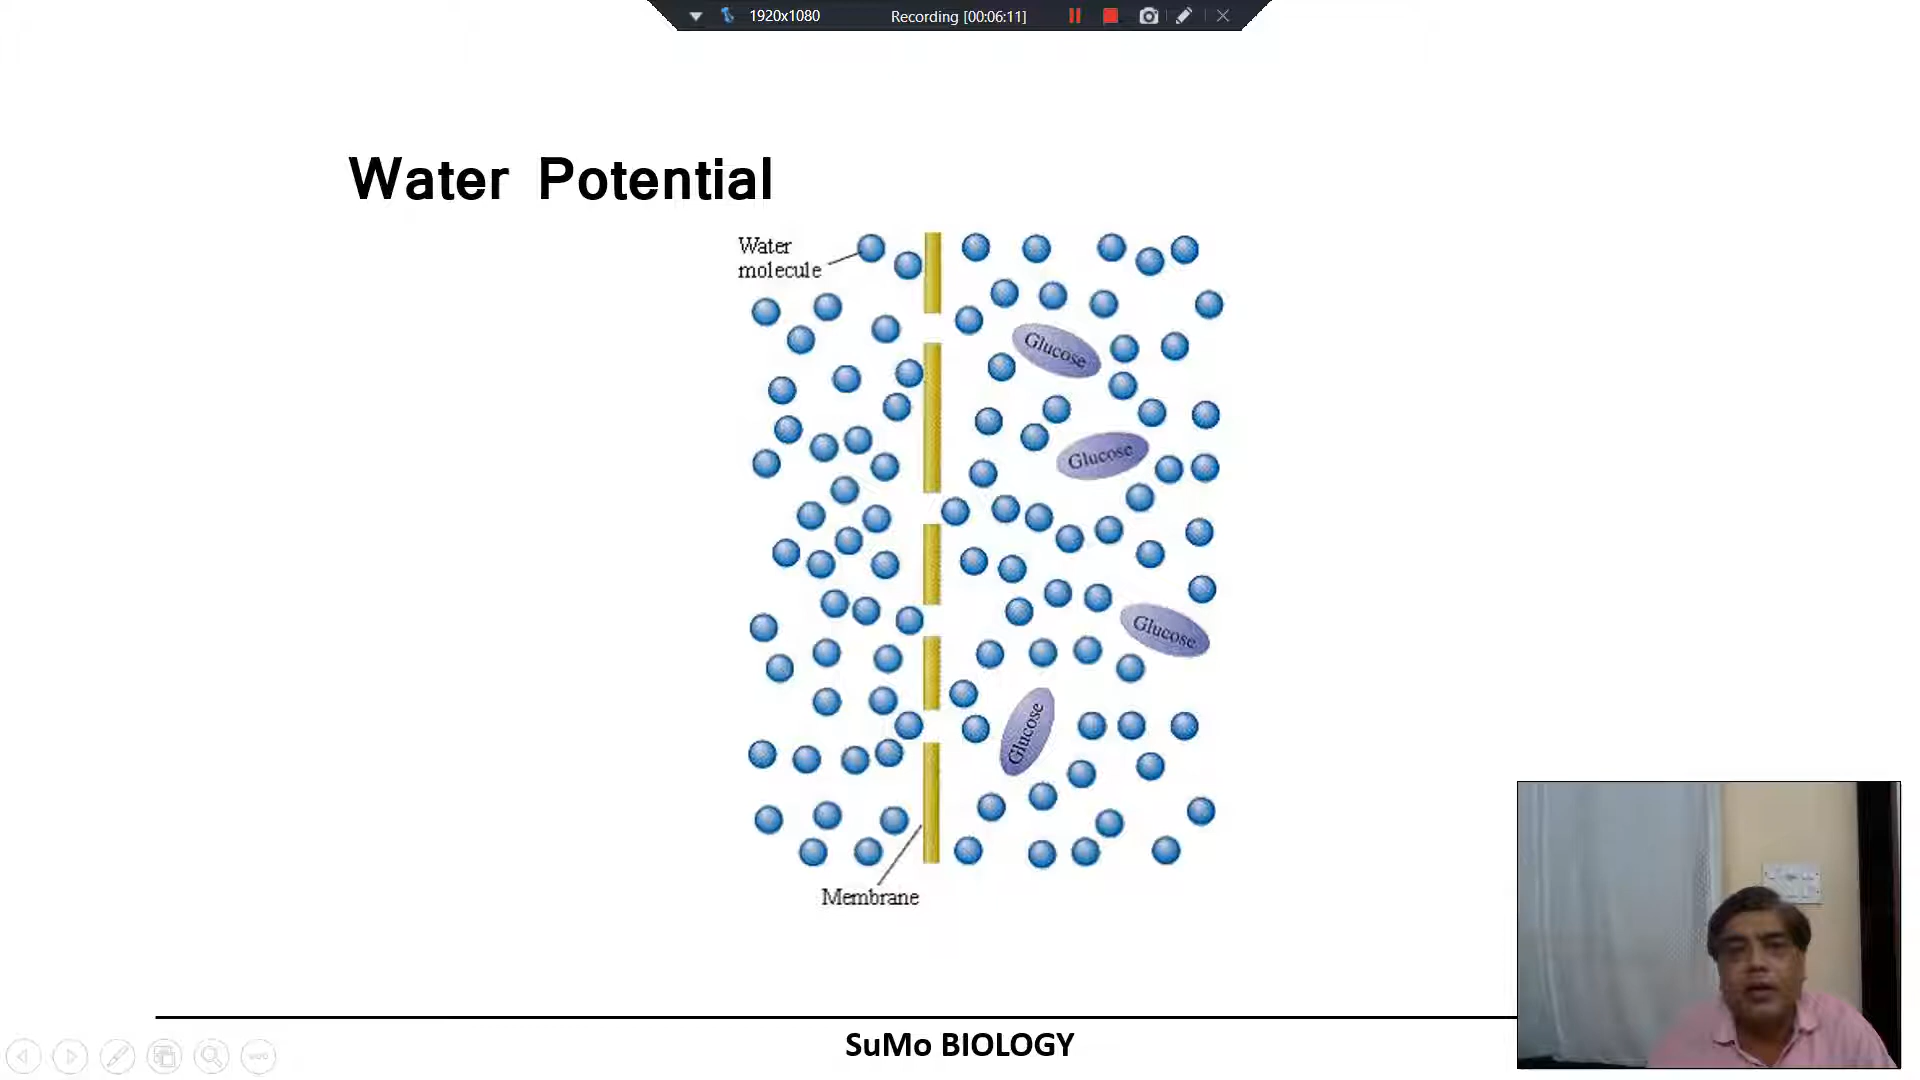 1920x1080 Recording [00:06:11]
Water Potential
Water
molecule
Glucose
Glucose
Glucose
Glucose
Membrane
SuMo BIOLOGY